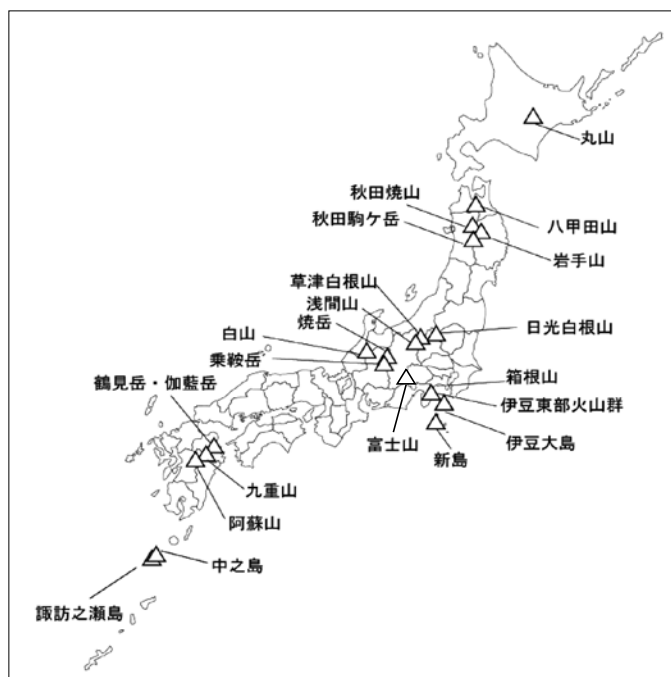 丸山
秋田焼山
八甲田山
秋田駒ケ岳
岩手山
草津白根山
浅間山
日光白根山
焼岳
白山
乗鞍岳
箱根山
鶴見岳・伽藍岳
伊豆東部火山群
富士山
伊豆大島
新島
九重山
阿蘇山
中之島
諏訪之瀬島